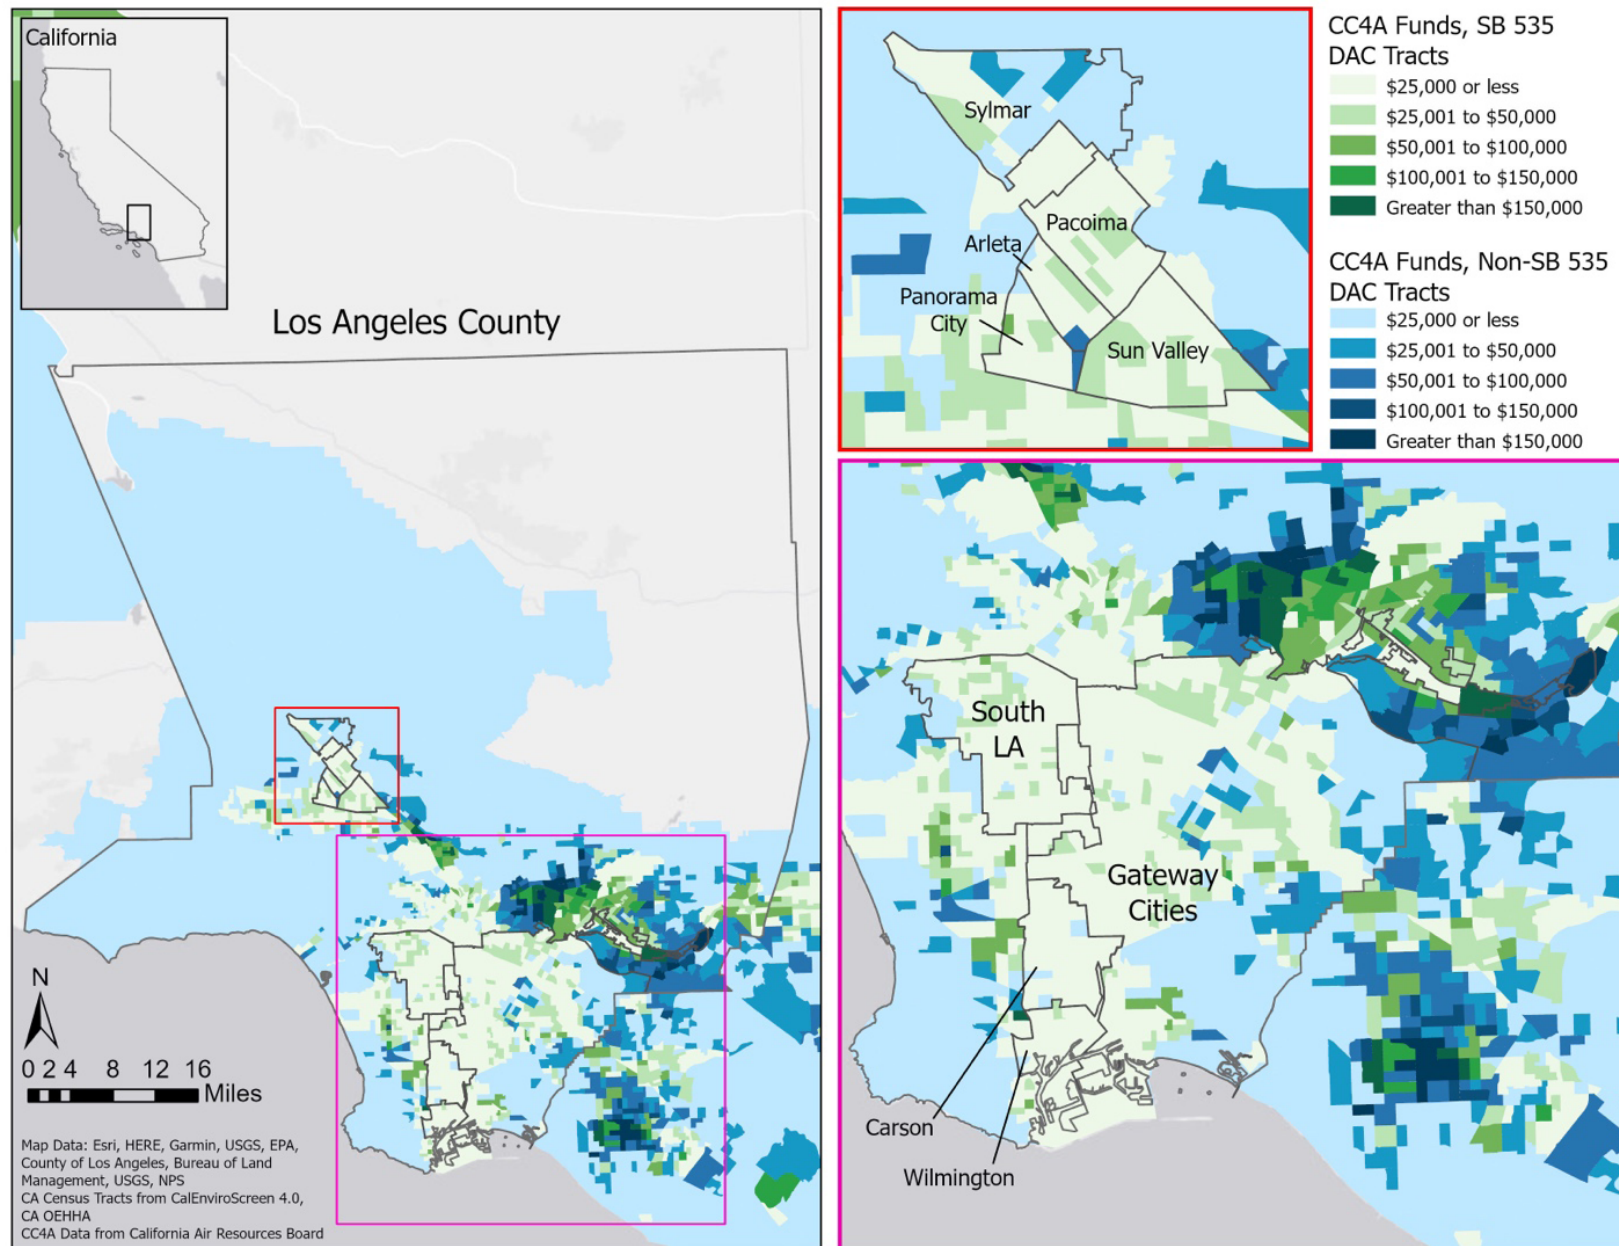 California
Los Angeles County
N
0 2 4 8 12 16
Miles
Map Data: Esri, HERE, Garmin, USGS, EPA,
County of Los Angeles, Bureau of Land
Management, USGS, NPS
CA Census Tracts from CalEnviroScreen 4.0,
CA OEHHA
CC4A Data from California Air Resources Board
Sylmar
Pacoima
Arleta
Panorama
City
Sun Valley
CC4A Funds, SB 535
DAC Tracts
$25,000 or less
$25,001 to $50,000
$50,001 to $100,000
$100,001 to $150,000
Greater than $150,000
CC4A Funds, Non-SB 535
DAC Tracts
$25,000 or less
$25,001 to $50,000
$50,001 to $100,000
$100,001 to $150,000
Greater than $150,000
South
LA
Gateway
Cities
Carson
Wilmington